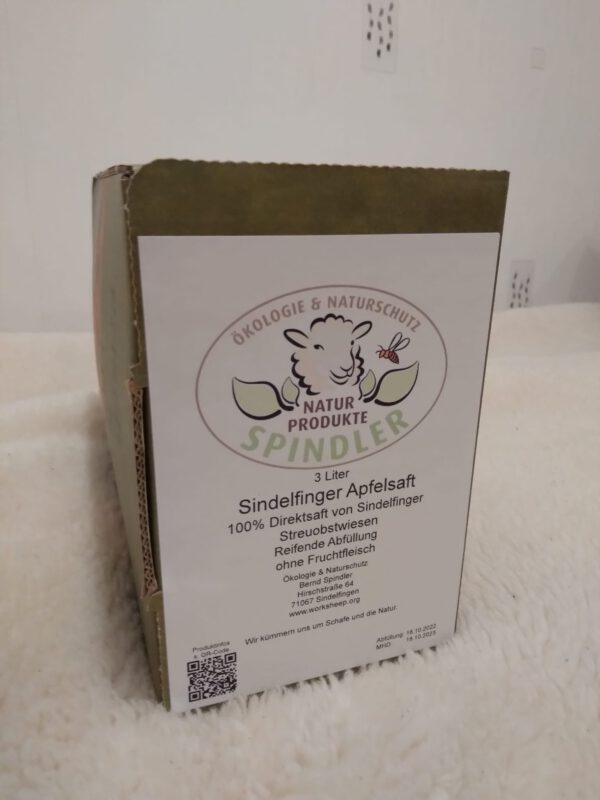 ÖKOLOGIE & NATURSCHUTZ
NATUR
PRODUKTE
SPINDLER
3 Liter
Sindelfinger Apfelsaft
100% Direktsaft von Sindelfinger
Streuobstwiesen
Reifende Abfüllung
ohne Fruchtfleisch
Ökologie & Naturschutz
Bernd Spindler
Hirschstraße 64
71067 Sindelfingen
www.worksheep.org
Wir kümmern uns um Schafe und die Natur.
Produktinfos
s. QR-Code
Abfüllung: 18.10.2022
MHD: 18.10.2023